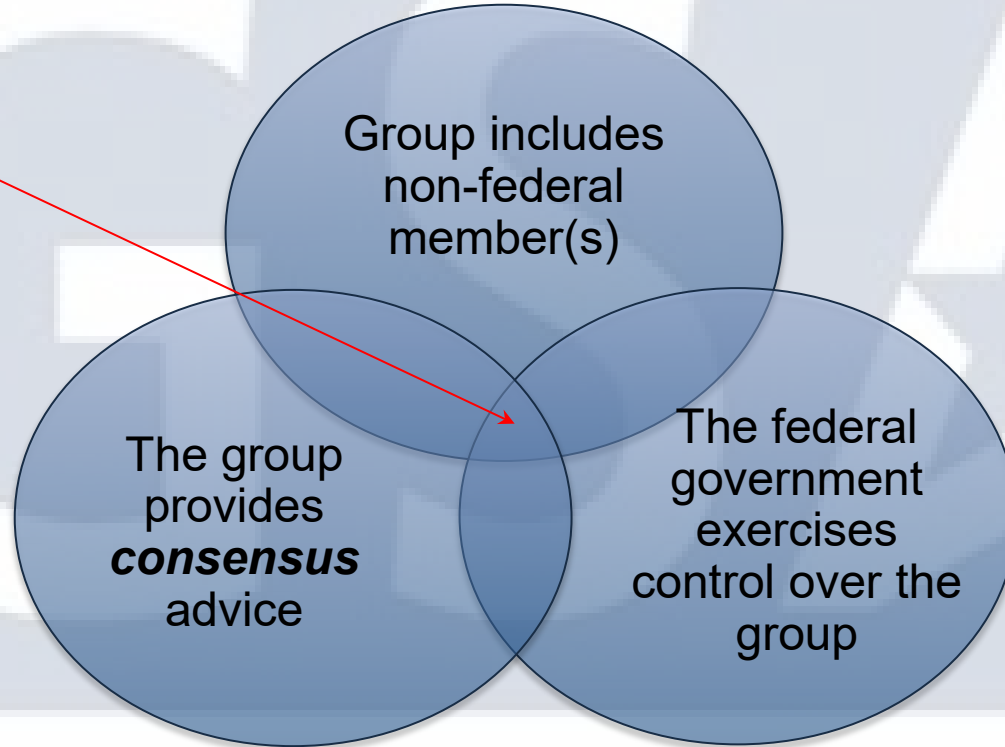 Group includes
non-federal
member(s)
The group
provides
consensus
advice
The federal
government
exercises
control over the
group